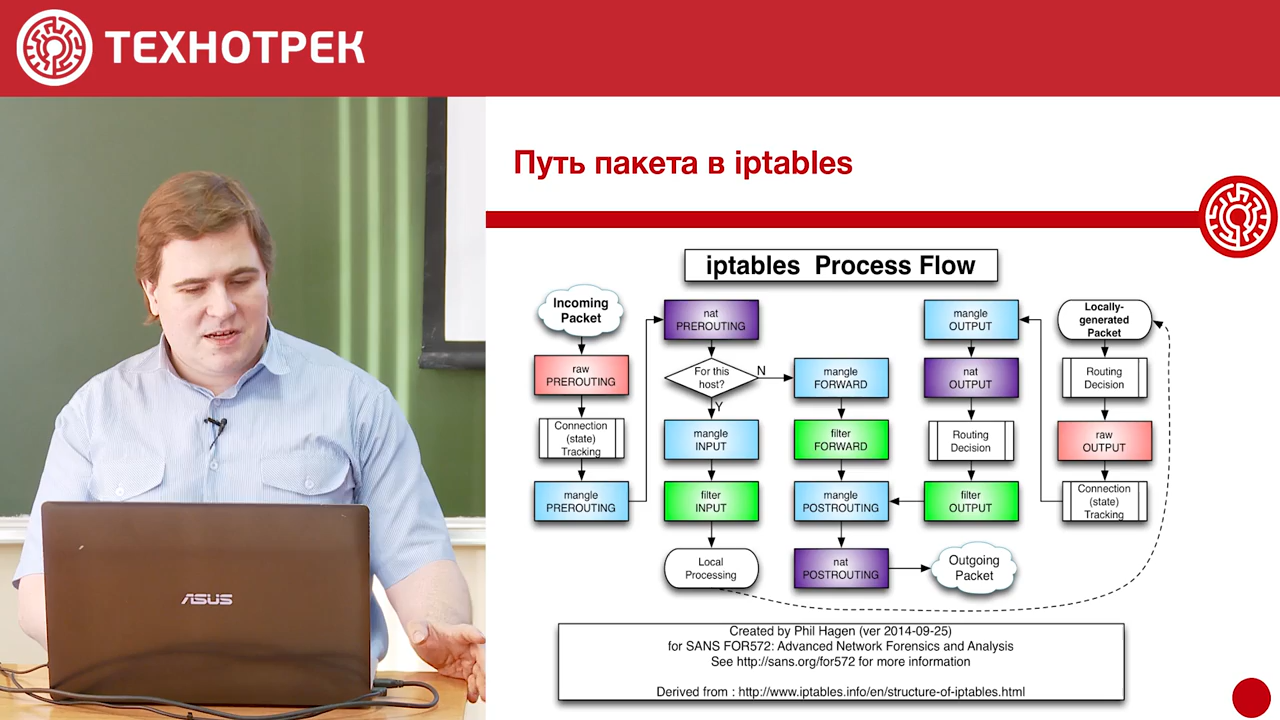 ТЕХНОТРЕК
Путь пакета в iptables
iptables Process Flow
Incoming
Packet
raw
PREROUTING
Connection
(state)
Tracking
mangle
PREROUTING
nat
PREROUTING
For this
host?
N
Y
mangle
INPUT
filter
INPUT
Local
Processing
mangle
FORWARD
filter
FORWARD
mangle
POSTROUTING
nat
POSTROUTING
mangle
OUTPUT
nat
OUTPUT
Routing
Decision
filter
OUTPUT
Outgoing
Packet
Locally-
generated
Packet
Routing
Decision
raw
OUTPUT
Connection
(state)
Tracking
Created by Phil Hagen (ver 2014-09-25)
for SANS FOR572: Advanced Network Forensics and Analysis
See http://sans.org/for572 for more information
Derived from : http://www.iptables.info/en/structure-of-iptables.html
ASUS